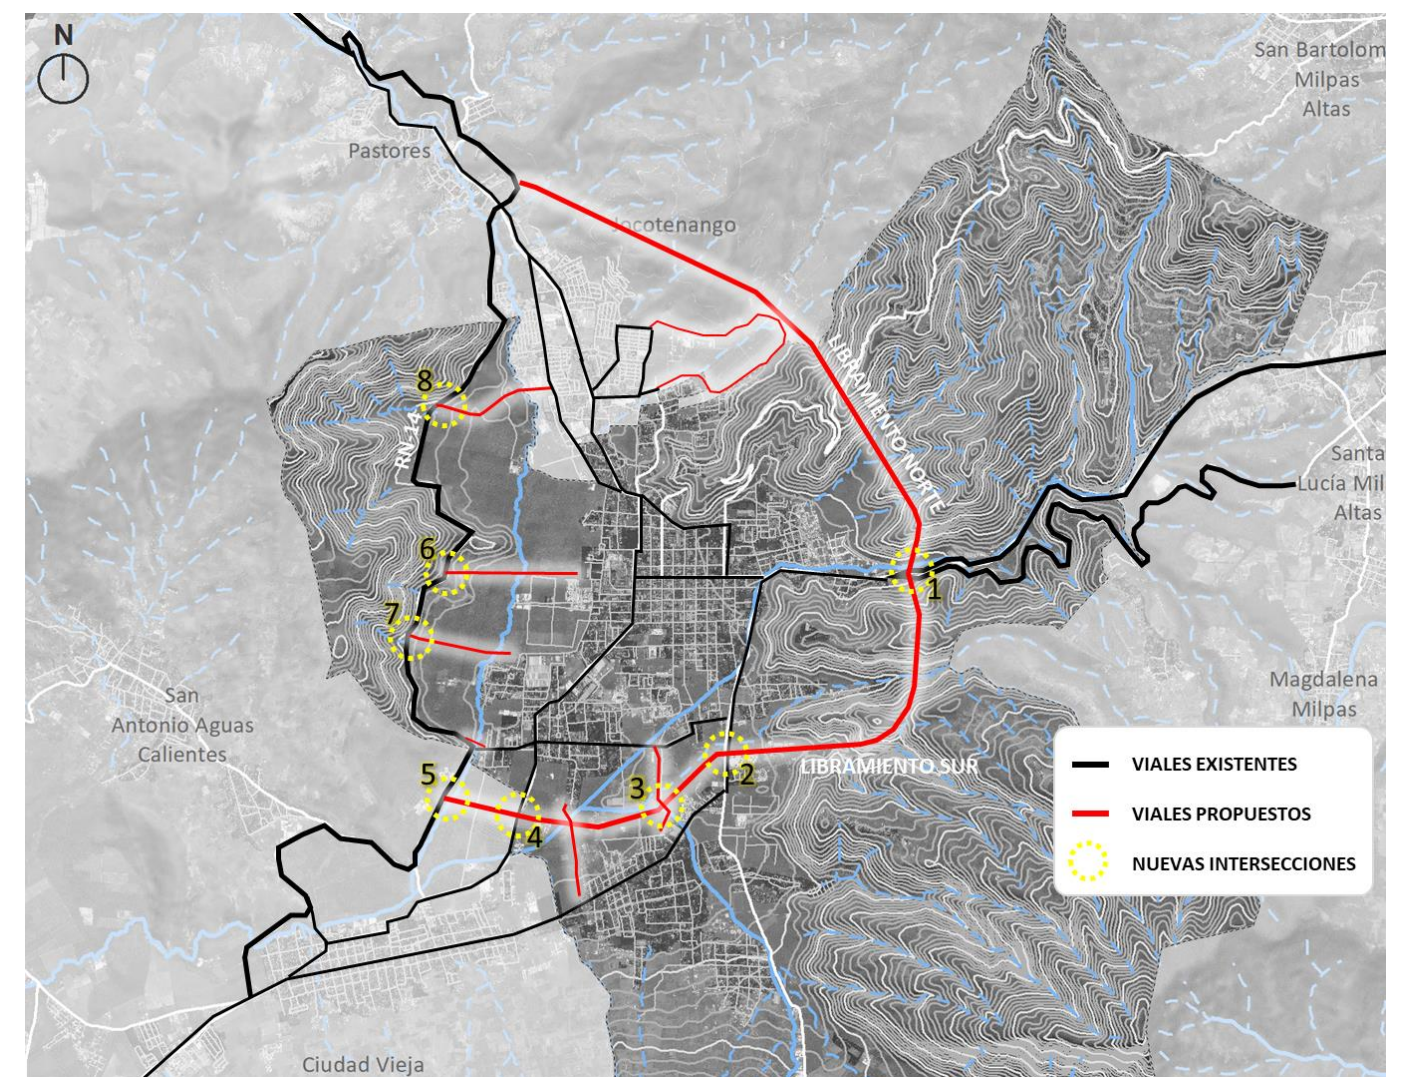 N
San Bartolom
Milpas
Altas
Pastores
Jocotenango
8
RN-14
LIBRAMIENTO NORTE
Santa
Lucía Mil
Altas
6
1
7
San
Antonio Aguas
Calientes
Magdalena
Milpas
5
3
2
LIBRAMIENTO SUR
4
VIALES EXISTENTES
VIALES PROPUESTOS
NUEVAS INTERSECCIONES
Ciudad Vieja